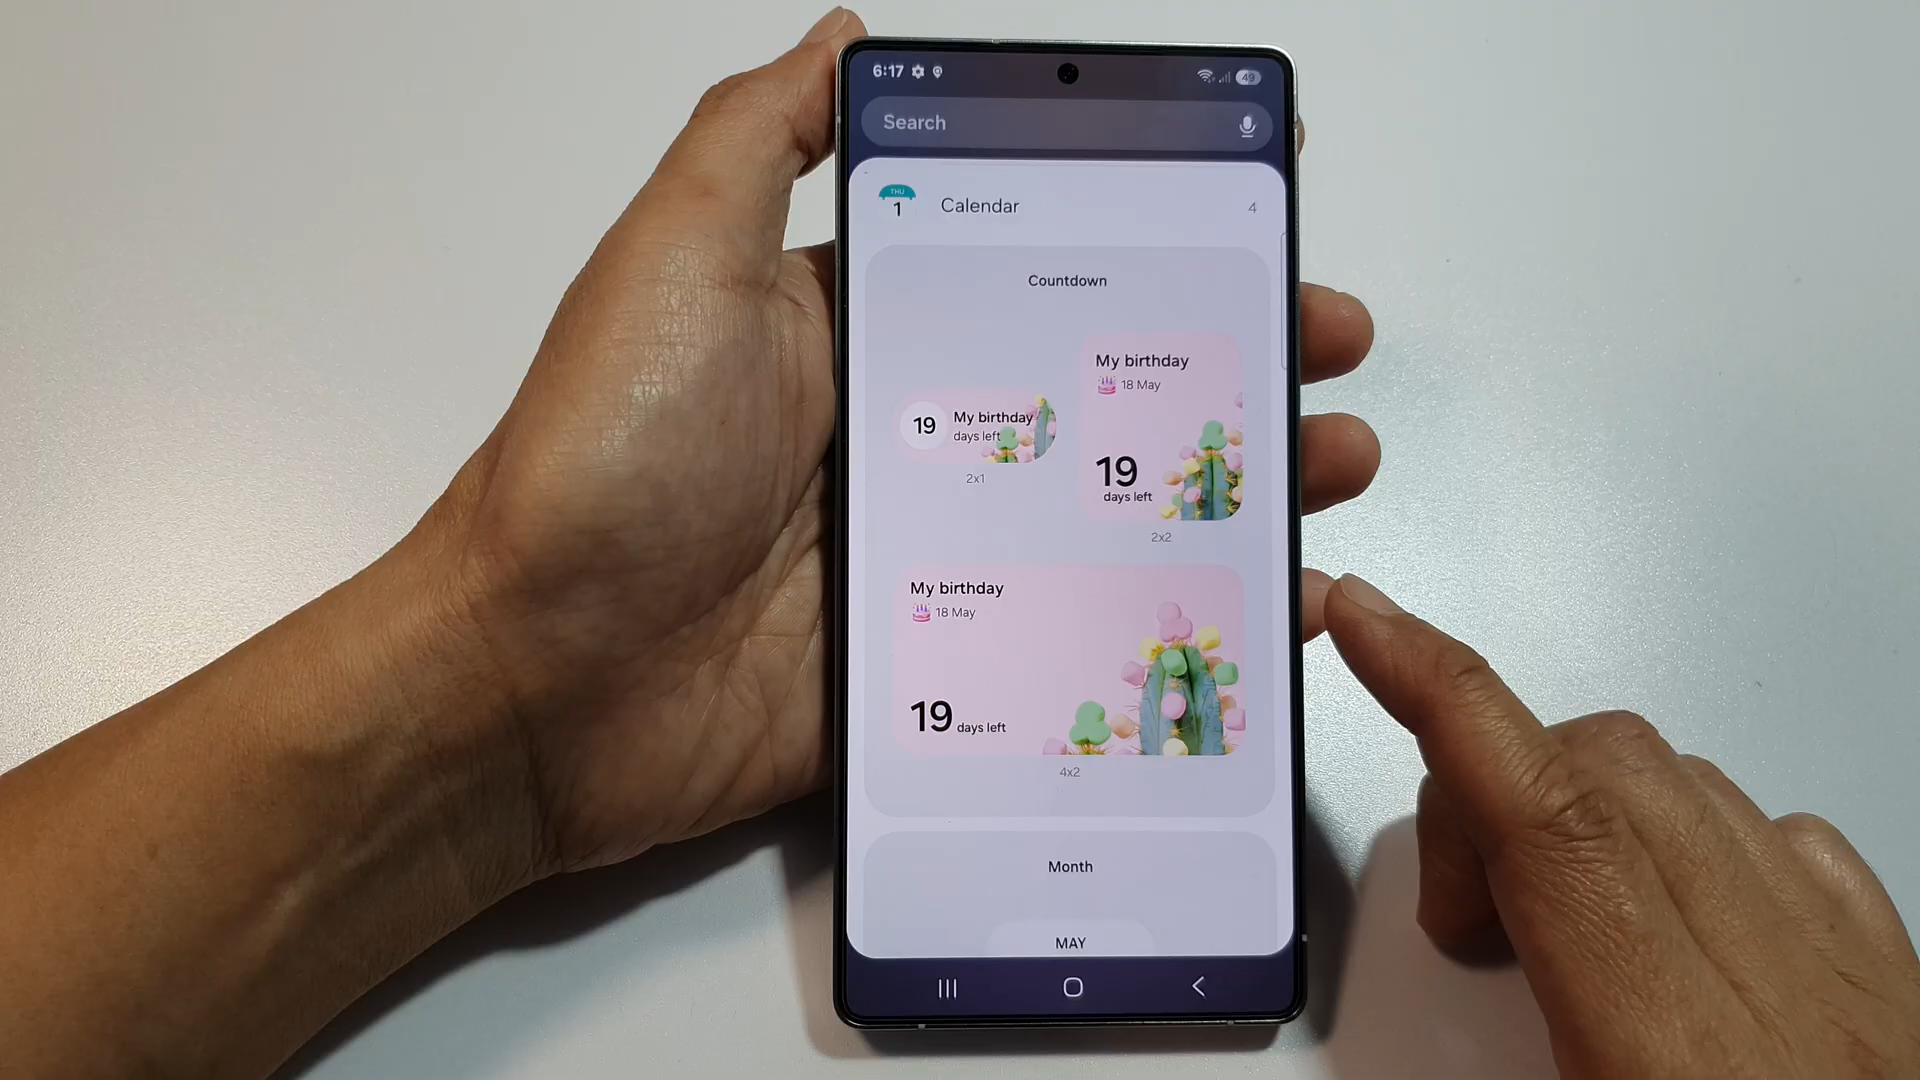 6:17
49
Search
THU
1
Calendar
4
Countdown
19
My birthday
days left
2x1
My birthday
18 May
19
days left
2x2
My birthday
18 May
19 days left
4x2
Month
MAY